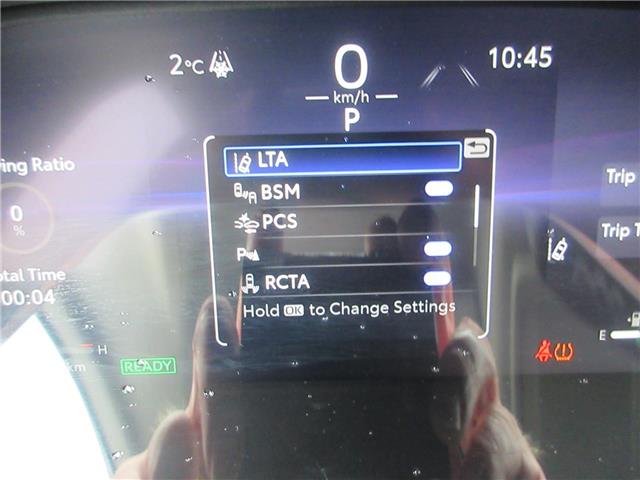 2°C
0
km/h
P
10:45
LTA
BSM
PCS
P
RCTA
Hold OK to Change Settings
ing Ratio
0
%
otal Time
00:04
H
km
READY
Trip
Trip T
E